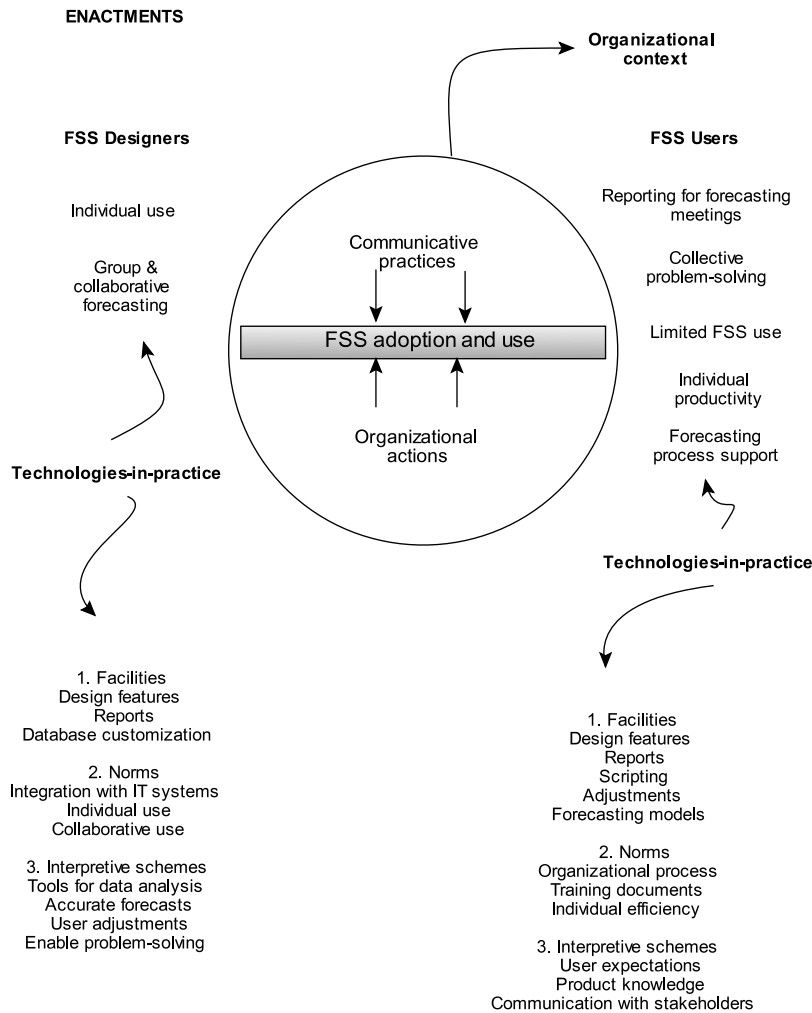 ENACTMENTS
Organizational
context
FSS Designers
Individual use
Group &
collaborative
forecasting
Technologies-in-practice
1. Facilities
Design features
Reports
Database customization
2. Norms
Integration with IT systems
Individual use
Collaborative use
3. Interpretive schemes
Tools for data analysis
Accurate forecasts
User adjustments
Enable problem-solving
Communicative
practices
FSS adoption and use
Organizational
actions
FSS Users
Reporting for forecasting
meetings
Collective
problem-solving
Limited FSS use
Individual
productivity
Forecasting
process support
Technologies-in-practice
1. Facilities
Design features
Reports
Scripting
Adjustments
Forecasting models
2. Norms
Organizational process
Training documents
Individual efficiency
3. Interpretive schemes
User expectations
Product knowledge
Communication with stakeholders